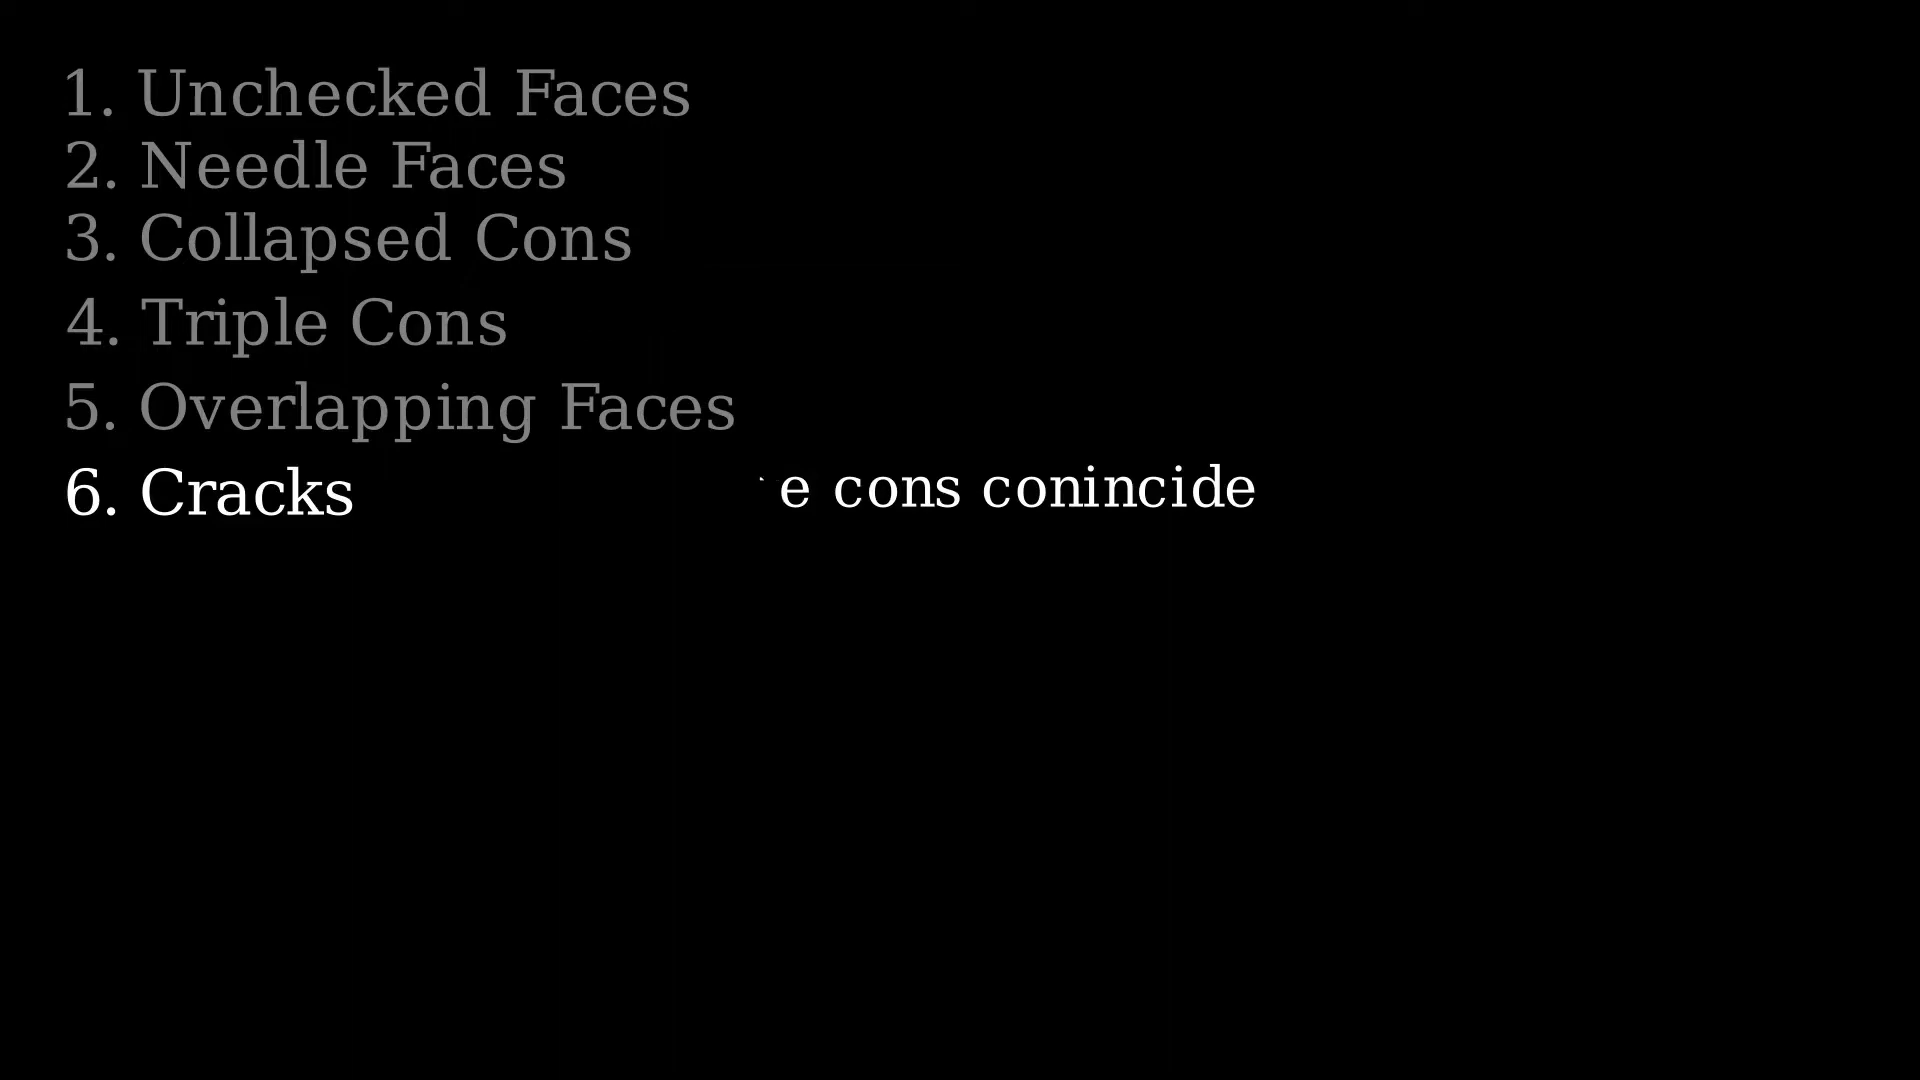 1. Unchecked Faces
2. Needle Faces
3. Collapsed Cons
4. Triple Cons
5. Overlapping Faces
6. Cracks e cons conincide